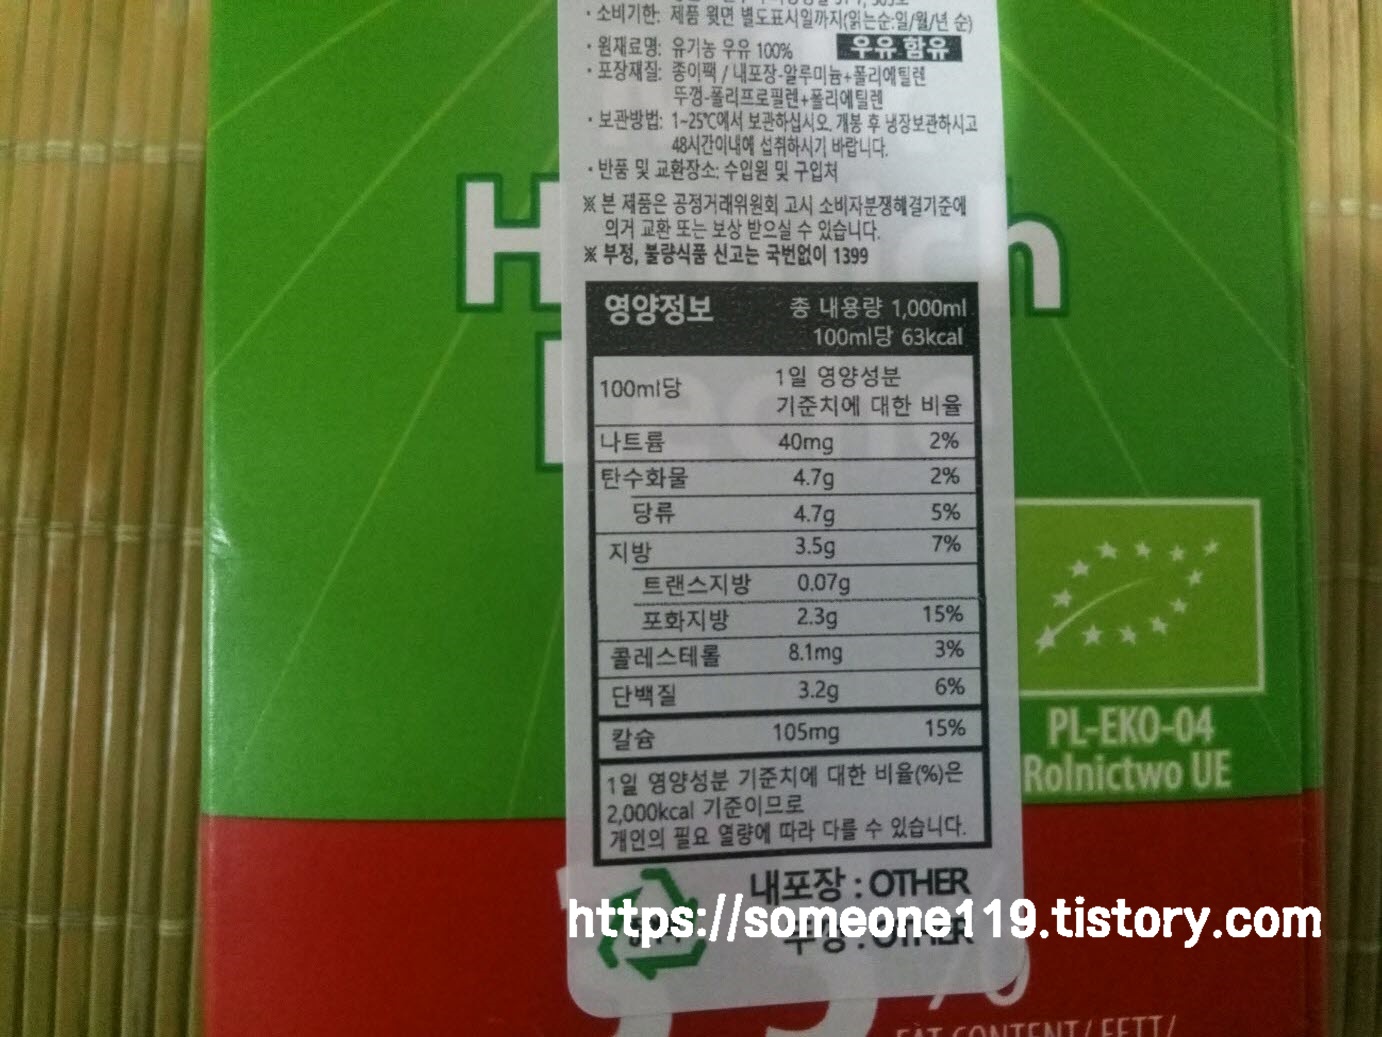 · 소비기한: 제품 윗면 별도표시일까지(읽는순:일/월/년 순)
· 원재료명: 유기농 우유 100% 우유 함유
· 포장재질: 종이팩 / 내포장-알루미늄+폴리에틸렌
뚜껑-폴리프로필렌+폴리에틸렌
· 보관방법: 1~25℃에서 보관하십시오. 개봉 후 냉장보관하시고
48시간이내에 섭취하시기 바랍니다.
· 반품 및 교환장소: 수입원 및 구입처
※ 본 제품은 공정거래위원회 고시 소비자분쟁해결기준에
의거 교환 또는 보상 받으실 수 있습니다.
※ 부정, 불량식품 신고는 국번없이 1399
영양정보 총 내용량 1,000ml
100ml당 63kcal
100ml당 1일 영양성분
기준치에 대한 비율
나트륨 40mg 2%
탄수화물 4.7g 2%
당류 4.7g 5%
지방 3.5g 7%
트랜스지방 0.07g
포화지방 2.3g 15%
콜레스테롤 8.1mg 3%
단백질 3.2g 6%
칼슘 105mg 15%
1일 영양성분 기준치에 대한 비율(%)은
2,000kcal 기준이므로
개인의 필요 열량에 따라 다를 수 있습니다.
PL-EKO-04
Rolnictwo UE
내포장 : OTHER
https://someone119.tistory.com
뚜껑 : OTHER
FAT CONTENT/ FETT/